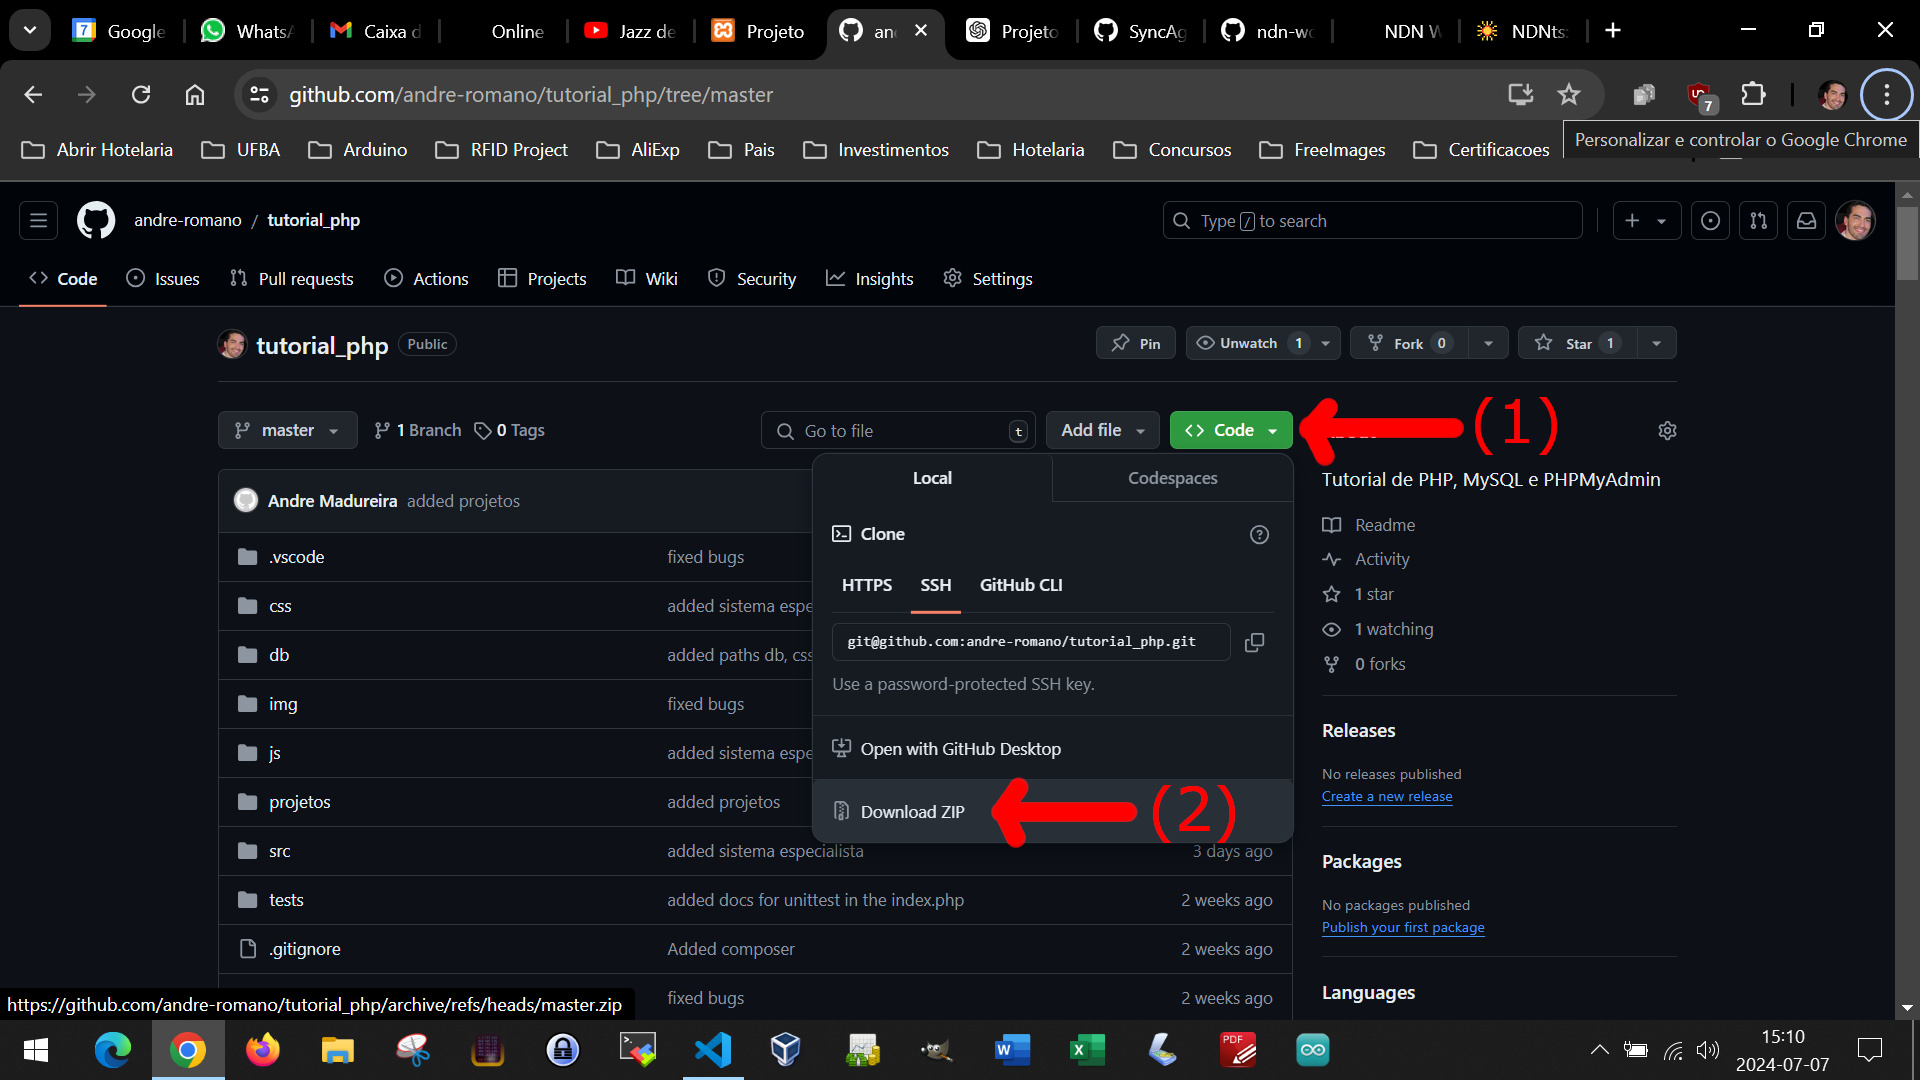 Google
WhatsA
Caixa d
Online
Jazz de
Projeto
an
Projeto
SyncAg
ndn-wo
NDN W
NDNts:
github.com/andre-romano/tutorial_php/tree/master
7
Abrir Hotelaria
UFBA
Arduino
RFID Project
AliExp
Pais
Investimentos
Hotelaria
Concursos
FreeImages
Certificacoes
Personalizar e controlar o Google Chrome
andre-romano / tutorial_php
Type / to search
Code
Issues
Pull requests
Actions
Projects
Wiki
Security
Insights
Settings
tutorial_php Public
Pin
Unwatch 1
Fork 0
Star 1
master
1 Branch
0 Tags
Go to file t
Add file
Code
(1)
Local
Codespaces
Tutorial de PHP, MySQL e PHPMyAdmin
Andre Madureira added projetos
Clone
HTTPS
SSH
GitHub CLI
git@github.com:andre-romano/tutorial_php.git
Use a password-protected SSH key.
Open with GitHub Desktop
Download ZIP
(2)
.vscode fixed bugs
css added sistema espe
db added paths db, css
img fixed bugs
js added sistema espe
projetos added projetos
src added sistema especialista 3 days ago
tests added docs for unittest in the index.php 2 weeks ago
.gitignore Added composer 2 weeks ago
fixed bugs 2 weeks ago
Readme
Activity
1 star
1 watching
0 forks
Releases
No releases published
Create a new release
Packages
No packages published
Publish your first package
Languages
https://github.com/andre-romano/tutorial_php/archive/refs/heads/master.zip
PDF
15:10
2024-07-07